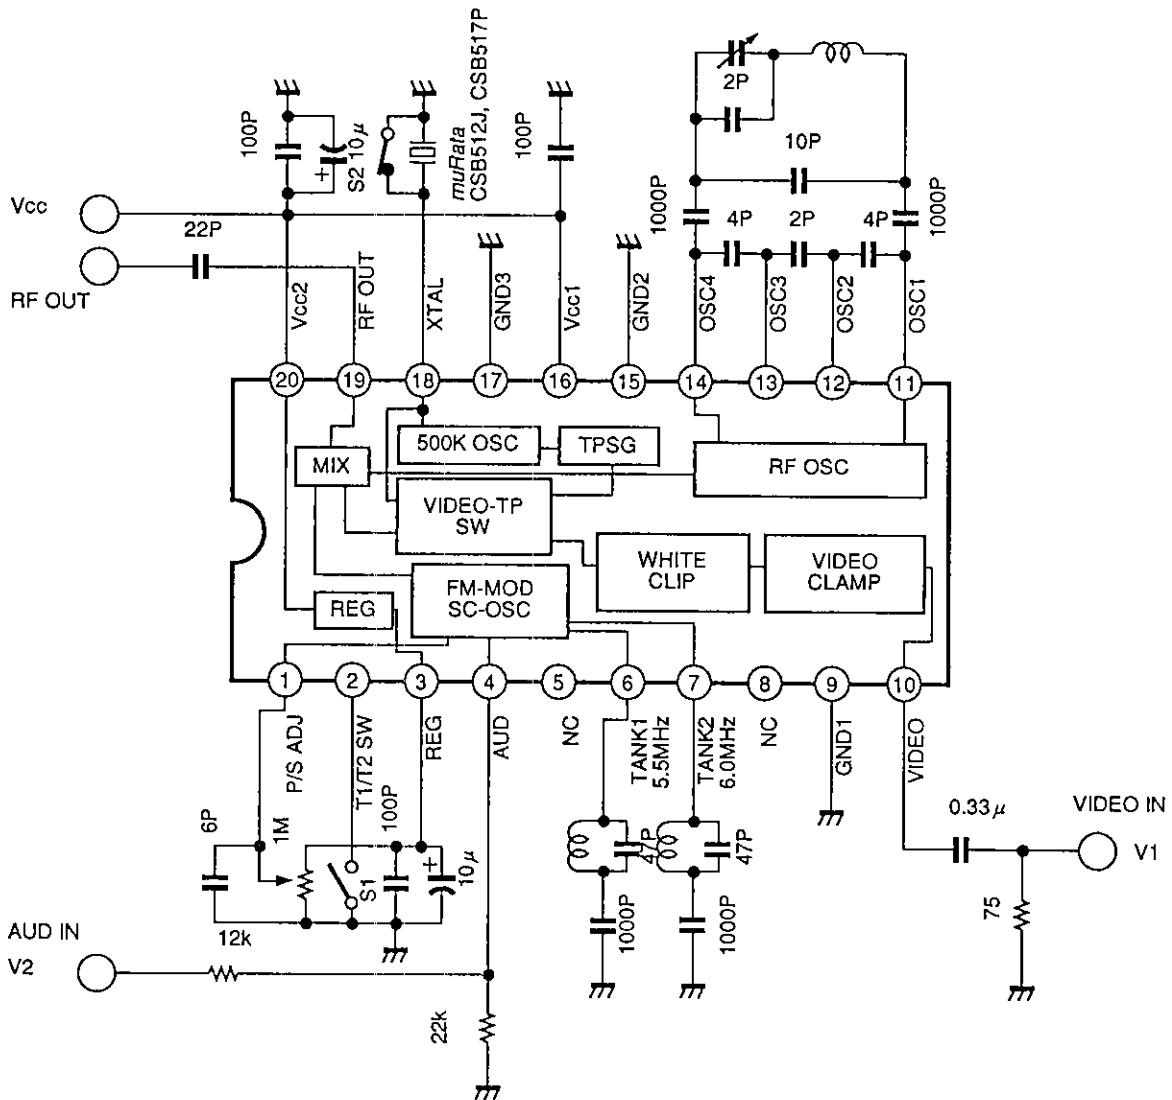 100P
10μ
S2
muRata
CSB512J, CSB517P
100P
2P
10P
Vcc
22P
1000P
4P
2P
4P
1000P
RF OUT
Vcc2
RF OUT
XTAL
GND3
Vcc1
GND2
OSC4
OSC3
OSC2
OSC1
20
19
18
17
16
15
14
13
12
11
500K OSC
TPSG
MIX
RF OSC
VIDEO-TP
SW
WHITE
CLIP
VIDEO
CLAMP
FM-MOD
SC-OSC
REG
1
2
3
4
5
6
7
8
9
10
P/S ADJ
T1/T2 SW
REG
AUD
NC
TANK1
5.5MHz
TANK2
6.0MHz
NC
GND1
VIDEO
6P
1M
S1
100P
10μ
47P
47P
0.33μ
VIDEO IN
V1
75
1000P
1000P
AUD IN
12k
V2
22k